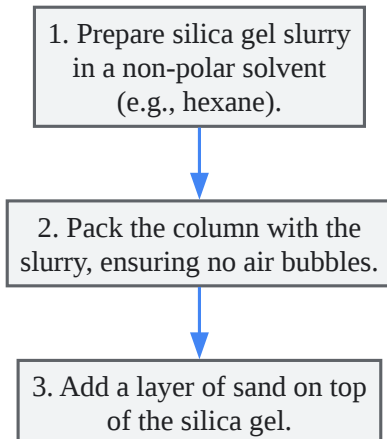 1. Prepare silica gel slurry
in a non-polar solvent
(e.g., hexane).
2. Pack the column with the
slurry, ensuring no air bubbles.
3. Add a layer of sand on top
of the silica gel.